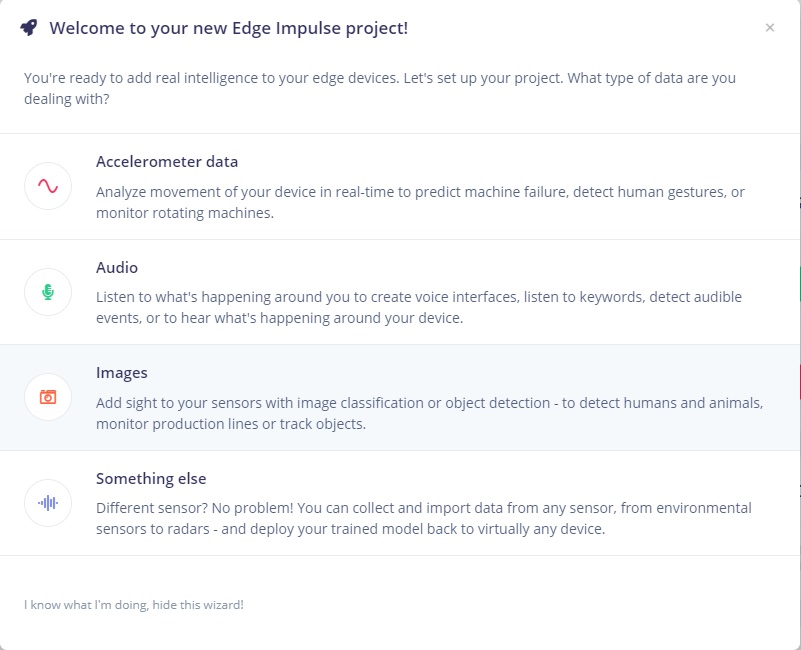 Welcome to your new Edge Impulse project!
You're ready to add real intelligence to your edge devices. Let's set up your project. What type of data are you
dealing with?
Accelerometer data
Analyze movement of your device in real-time to predict machine failure, detect human gestures, or
monitor rotating machines.
Audio
Listen to what's happening around you to create voice interfaces, listen to keywords, detect audible
events, or to hear what's happening around your device.
Images
Add sight to your sensors with image classification or object detection - to detect humans and animals,
monitor production lines or track objects.
Something else
Different sensor? No problem! You can collect and import data from any sensor, from environmental
sensors to radars - and deploy your trained model back to virtually any device.
I know what I'm doing, hide this wizard!